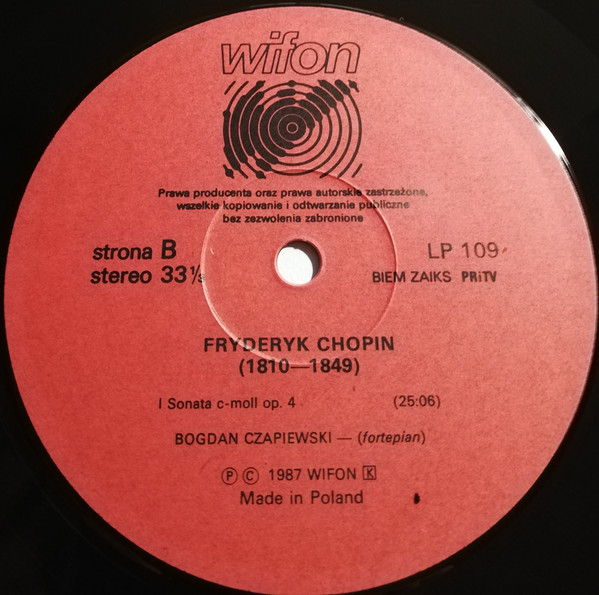 wifon
Prawa producenta oraz prawa autorskie zastrzeżone,
wszelkie kopiowanie i odtwarzanie publiczne
bez zezwolenia zabronione
strona B
LP 109
stereo 33⅓
BIEM ZAIKS PRiTV
FRYDERYK CHOPIN
(1810—1849)
I Sonata c-moll op. 4 (25:06)
BOGDAN CZAPIEWSKI — (fortepian)
Ⓟ Ⓒ 1987 WIFON K
Made in Poland